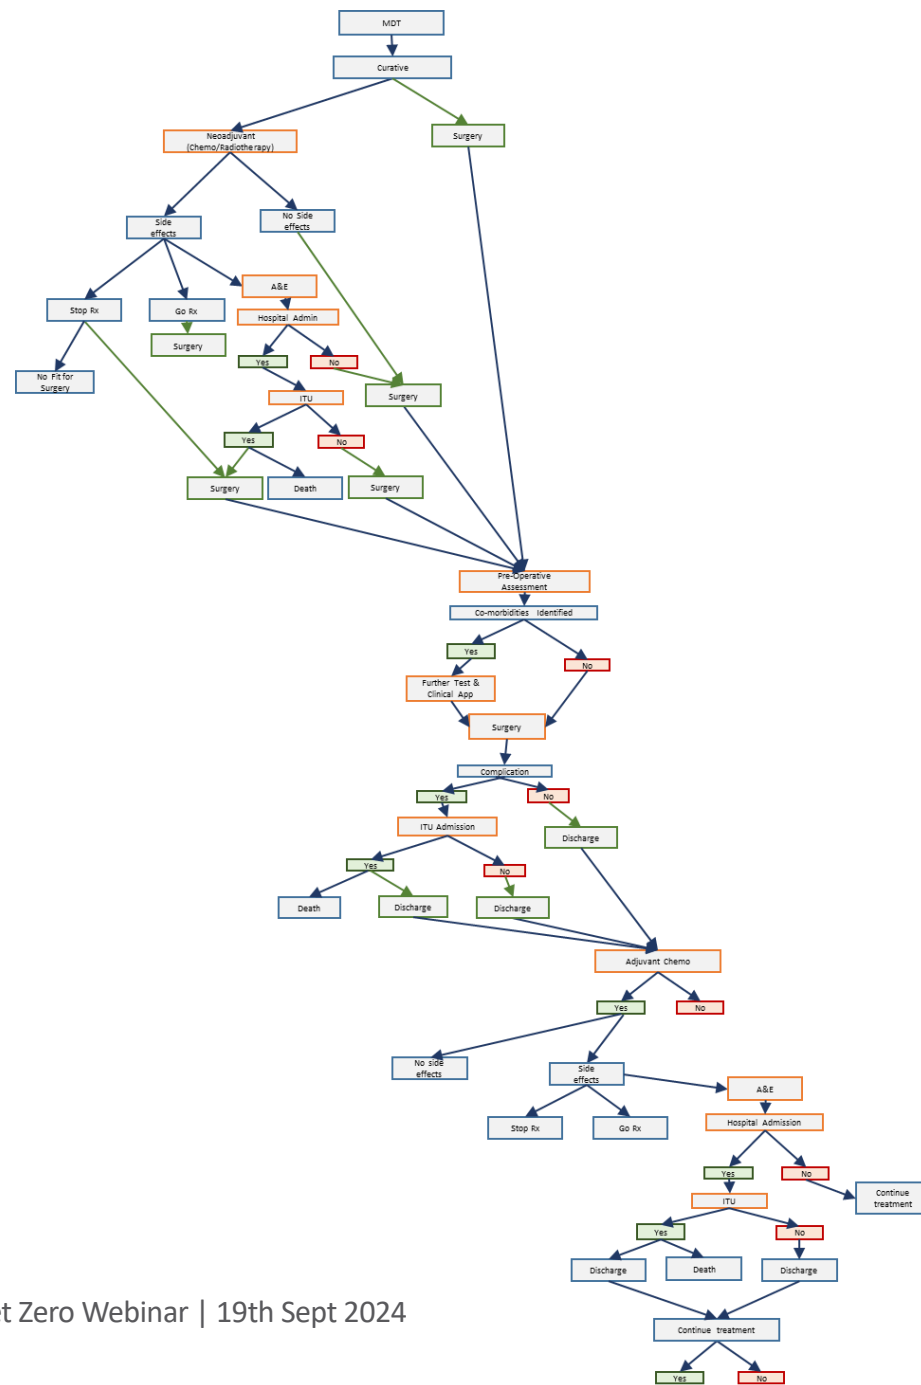 MDT
Curative
Surgery
Neoadjuvant
(Chemo/Radiotherapy)
Side
effects
No Side
effects
A&E
Stop Rx
Go Rx
Hospital Admin
Surgery
Yes
No
No Fit for
Surgery
Surgery
ITU
Yes
No
Surgery
Death
Surgery
Pre-Operative
Assessment
Co-morbidities Identified
Yes
No
Further Test &
Clinical App
Surgery
Complication
Yes
No
ITU Admission
Discharge
Yes
No
Death
Discharge
Discharge
Adjuvant Chemo
Yes
No
No side
effects
Side
effects
A&E
Stop Rx
Go Rx
Hospital Admission
Yes
No
Continue
treatment
ITU
Yes
No
Discharge
Death
Discharge
et Zero Webinar | 19th Sept 2024
Continue treatment
Yes
No